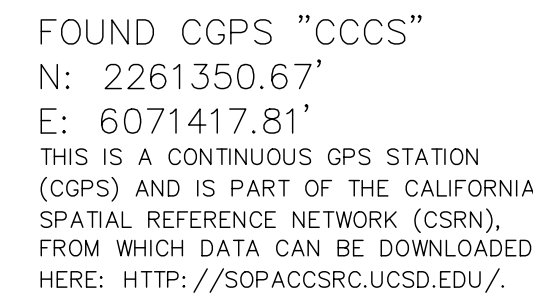 FOUND CGPS "CCCS"
N: 2261350.67'
E: 6071417.81'
THIS IS A CONTINUOUS GPS STATION
(CGPS) AND IS PART OF THE CALIFORNIA
SPATIAL REFERENCE NETWORK (CSRN),
FROM WHICH DATA CAN BE DOWNLOADED
HERE: HTTP://SOPACCSRC.UCSD.EDU/.